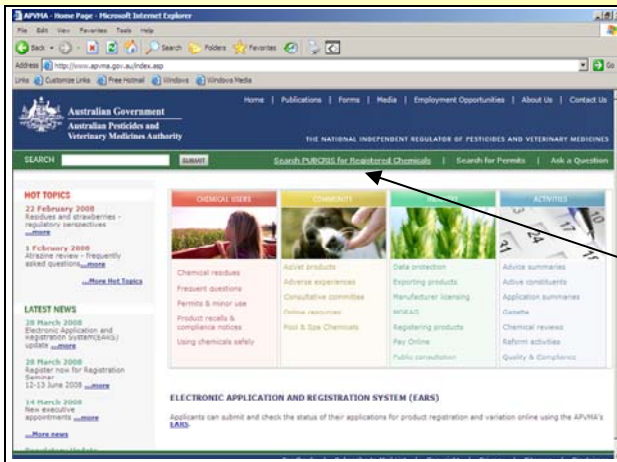 APVMA - Home Page - Microsoft Internet Explorer
File Edit View Favorites Tools Help
Back Search Folders Favorites
Address http://www.apvma.gov.au/index.asp Go
Links Customize Links Free Hotmail Windows Windows Media
Home | Publications | Forms | Media | Employment Opportunities | About Us | Contact Us
Australian Government
Australian Pesticides and
Veterinary Medicines Authority
THE NATIONAL INDEPENDENT REGULATOR OF PESTICIDES AND VETERINARY MEDICINES
SEARCH SUBMIT Search PUBCRIS for Registered Chemicals | Search for Permits | Ask a Question
HOT TOPICS
22 February 2008
Residues and strawberries -
regulatory perspectives
...more
1 February 2008
Atrazine review - frequently
asked questions...more
...More Hot Topics
LATEST NEWS
28 March 2008
Electronic Application and
Registration System(EARS)
update ...more
28 March 2008
Register now for Registration
Seminar
12-13 June 2008 ...more
14 March 2008
New executive
appointments ...more
...More news
Regulatory Update
CHEMICAL USERS
Chemical residues
Frequent questions
Permits & minor use
Product recalls &
compliance notices
Using chemicals safely
COMMUNITY
Agvet products
Adverse experiences
Consultative committee
Online resources
Pool & Spa Chemicals
INDUSTRY
Data protection
Exporting products
Manufacturer licensing
MORAG
Registering products
Pay Online
Public consultation
ACTIVITIES
Advice summaries
Active constituents
Application summaries
Gazette
Chemical reviews
Reform activities
Quality & Compliance
ELECTRONIC APPLICATION AND REGISTRATION SYSTEM (EARS)
Applicants can submit and check the status of their applications for product registration and variation online using the APVMA's
EARS.